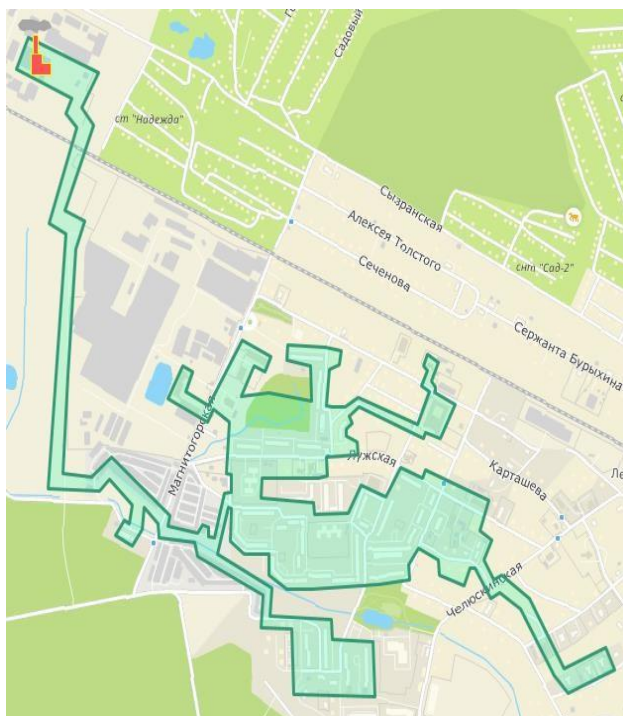 Садовый
ст "Надежда"
Сызранская
Алексея Толстого
Сеченова
снт "Сад-2"
Сержанта Бурыхина
Магнитогорская
Лужская
Карташева
Челюскинская